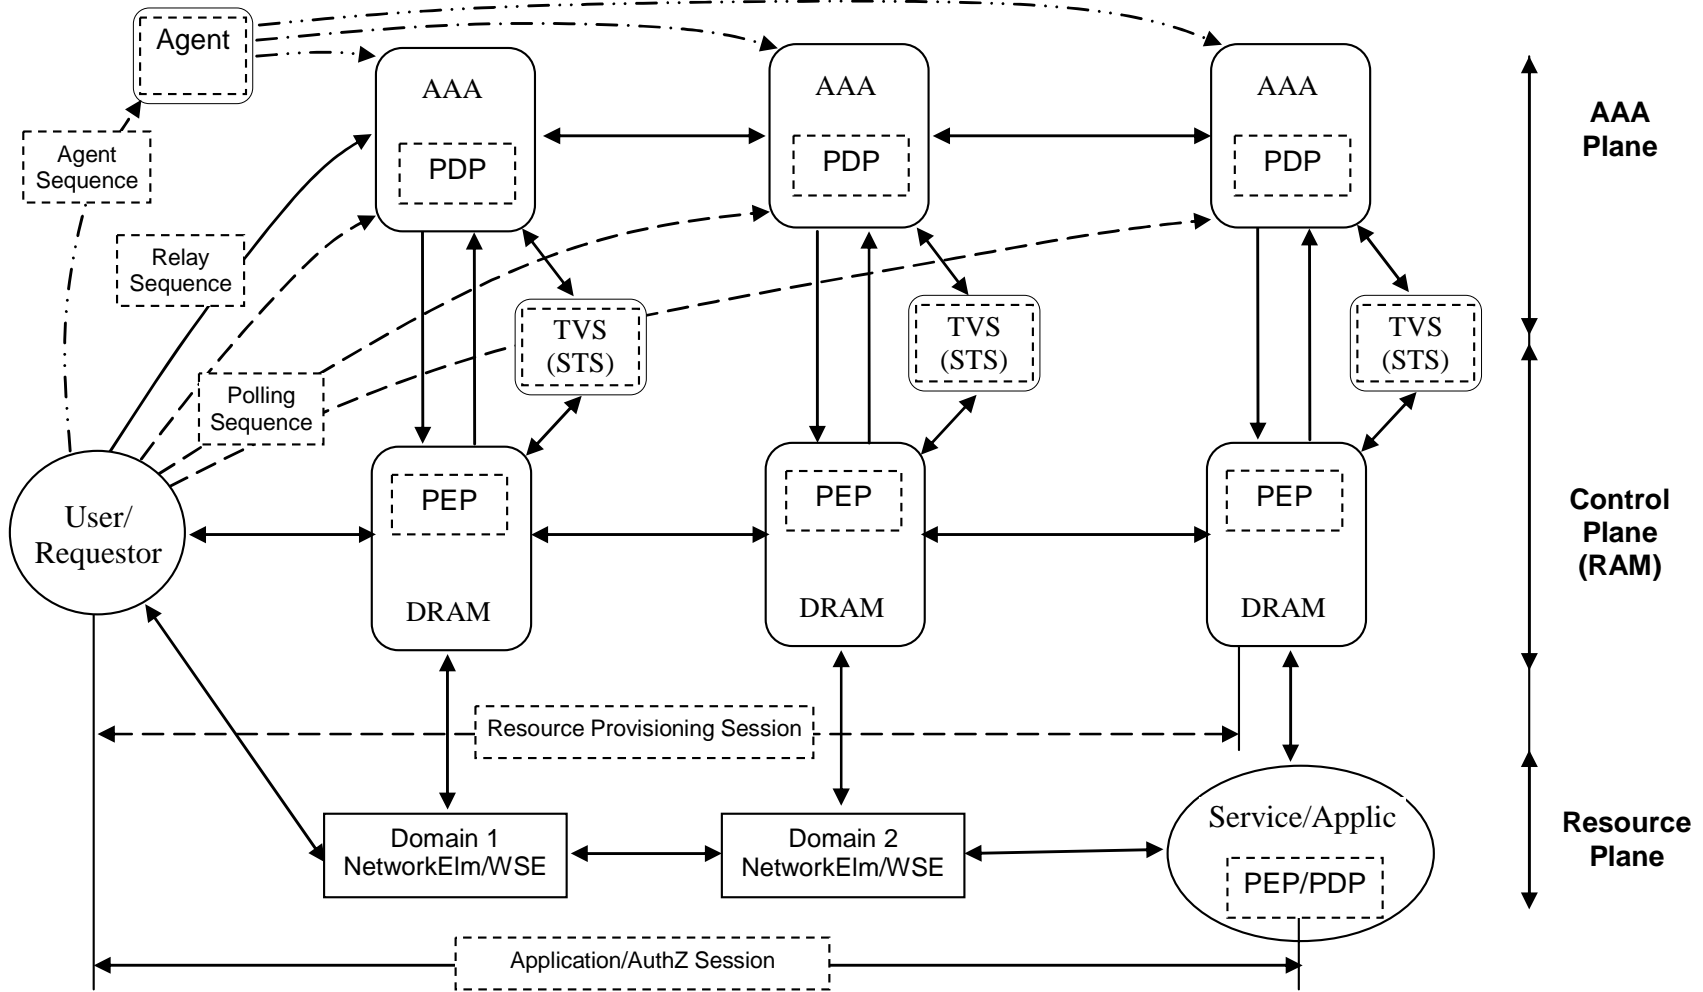 Agent
AAA
PDP
AAA
PDP
AAA
PDP
AAA
Plane
Agent
Sequence
Relay
Sequence
Polling
Sequence
TVS
(STS)
TVS
(STS)
TVS
(STS)
User/
Requestor
PEP
DRAM
PEP
DRAM
PEP
DRAM
Control
Plane
(RAM)
Resource Provisioning Session
Domain 1
NetworkElm/WSE
Domain 2
NetworkElm/WSE
Service/Applic
PEP/PDP
Resource
Plane
Application/AuthZ Session